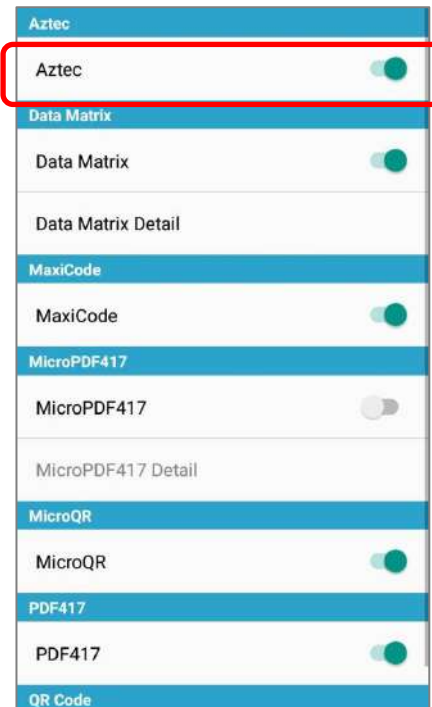 Aztec
Aztec
Data Matrix
Data Matrix
Data Matrix Detail
MaxiCode
MaxiCode
MicroPDF417
MicroPDF417
MicroPDF417 Detail
MicroQR
MicroQR
PDF417
PDF417
QR Code